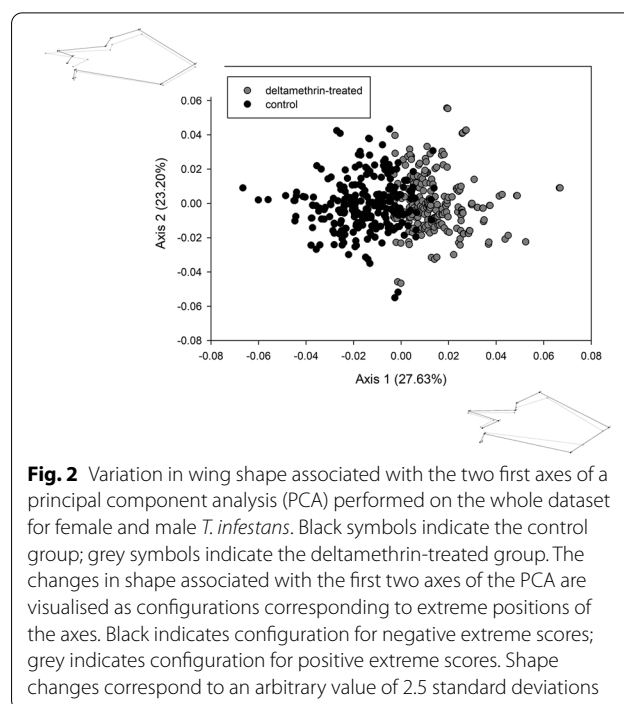 deltamethrin-treated
control
0.06
0.04
0.02
0.00
-0.02
-0.04
-0.06
-0.08
Axis 2 (23.20%)
-0.08 -0.06 -0.04 -0.02 0.00 0.02 0.04 0.06 0.08
Axis 1 (27.63%)
Fig. 2 Variation in wing shape associated with the two first axes of a
principal component analysis (PCA) performed on the whole dataset
for female and male T. infestans. Black symbols indicate the control
group; grey symbols indicate the deltamethrin-treated group. The
changes in shape associated with the first two axes of the PCA are
visualised as configurations corresponding to extreme positions of
the axes. Black indicates configuration for negative extreme scores;
grey indicates configuration for positive extreme scores. Shape
changes correspond to an arbitrary value of 2.5 standard deviations